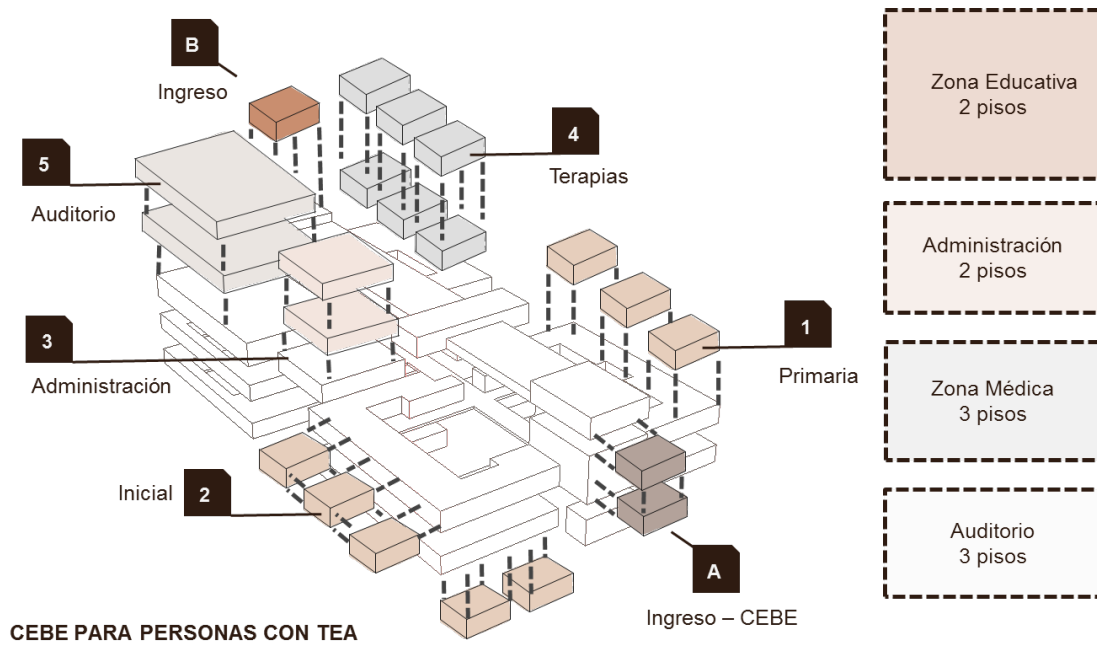 B
Ingreso
5
Auditorio
4
Terapias
3
Administración
1
Primaria
Inicial
2
A
Ingreso – CEBE
CEBE PARA PERSONAS CON TEA
Zona Educativa
2 pisos
Administración
2 pisos
Zona Médica
3 pisos
Auditorio
3 pisos